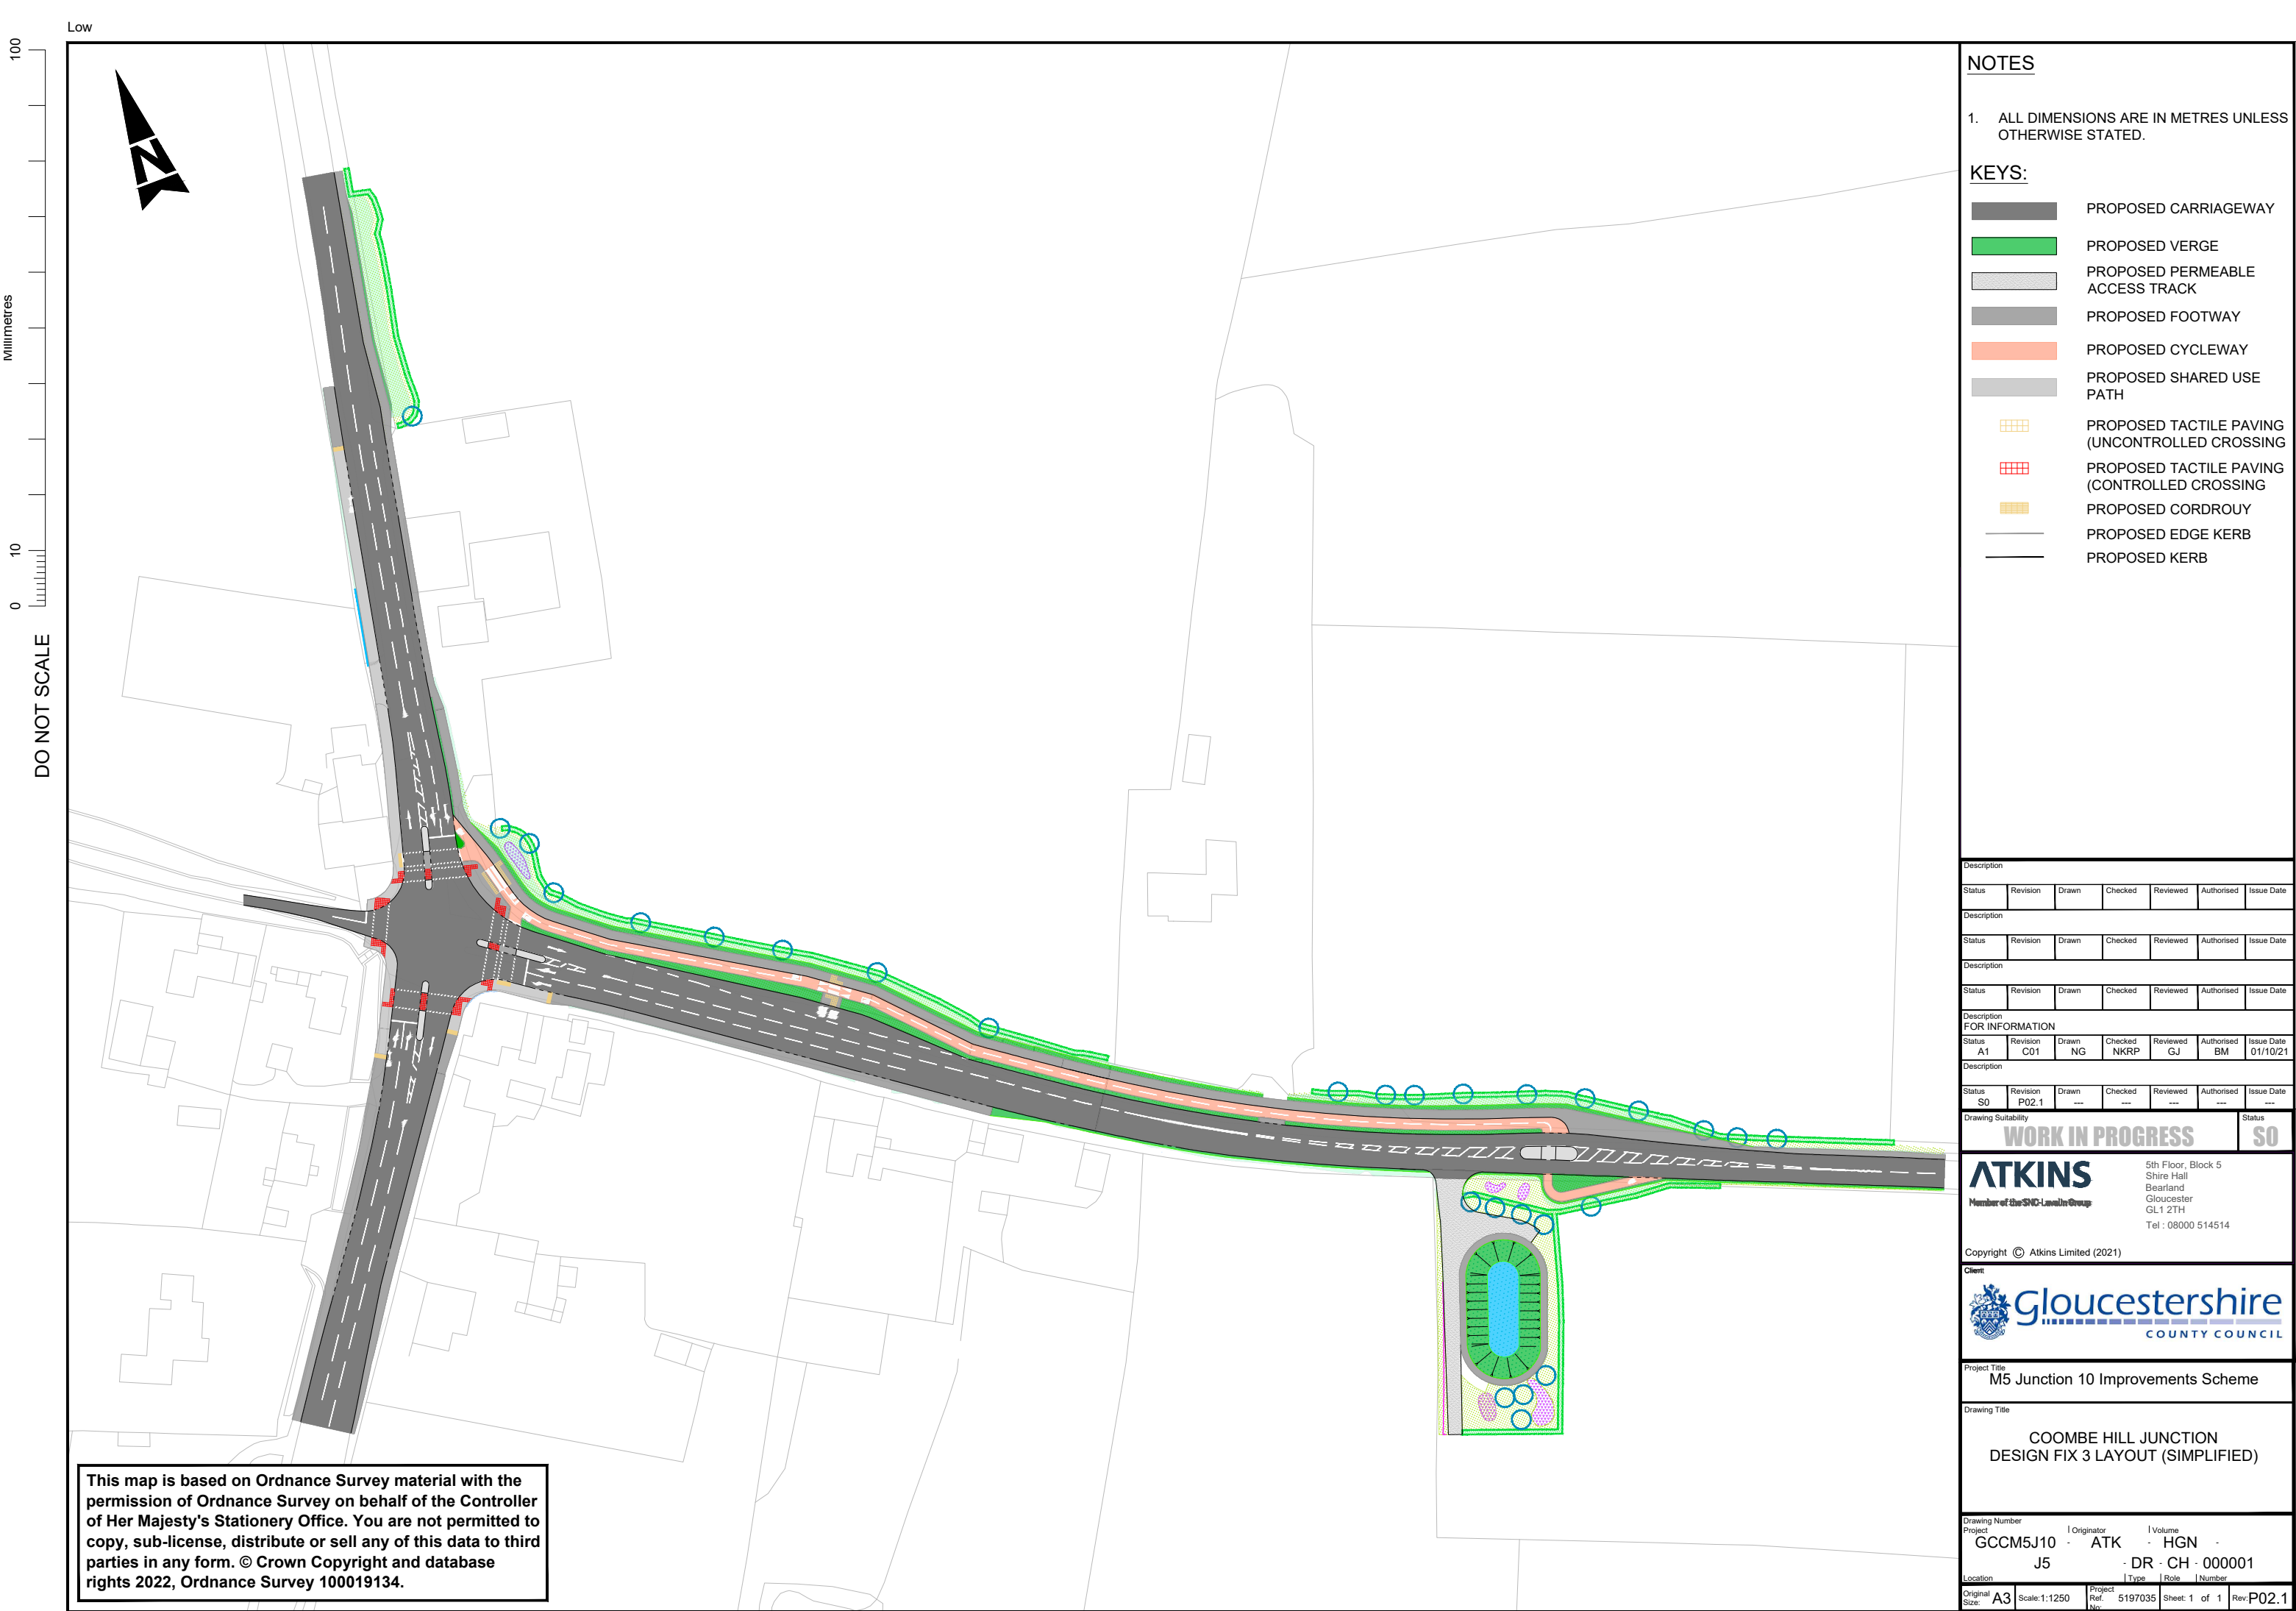 Low
100
Millimetres
10
0
DO NOT SCALE
N
NOTES
1. ALL DIMENSIONS ARE IN METRES UNLESS
OTHERWISE STATED.
KEYS:
PROPOSED CARRIAGEWAY
PROPOSED VERGE
PROPOSED PERMEABLE
ACCESS TRACK
PROPOSED FOOTWAY
PROPOSED CYCLEWAY
PROPOSED SHARED USE
PATH
PROPOSED TACTILE PAVING
(UNCONTROLLED CROSSING
PROPOSED TACTILE PAVING
(CONTROLLED CROSSING
PROPOSED CORDROUY
PROPOSED EDGE KERB
PROPOSED KERB
Description
Status Revision Drawn Checked Reviewed Authorised Issue Date
Description
Status Revision Drawn Checked Reviewed Authorised Issue Date
Description
Status Revision Drawn Checked Reviewed Authorised Issue Date
Description
FOR INFORMATION
Status Revision Drawn Checked Reviewed Authorised Issue Date
A1 C01 NG NKRP GJ BM 01/10/21
Description
Status Revision Drawn Checked Reviewed Authorised Issue Date
S0 P02.1 --- --- --- --- ---
Drawing Suitability Status
WORK IN PROGRESS S0
ATKINS
Member of the SNC-Lavalin Group
5th Floor, Block 5
Shire Hall
Bearland
Gloucester
GL1 2TH
Tel : 08000 514514
Copyright © Atkins Limited (2021)
Client
Gloucestershire
COUNTY COUNCIL
Project Title
M5 Junction 10 Improvements Scheme
Drawing Title
COOMBE HILL JUNCTION
DESIGN FIX 3 LAYOUT (SIMPLIFIED)
Drawing Number
Project Originator Volume
GCCM5J10 - ATK - HGN -
J5 - DR - CH - 000001
Location Type Role Number
Original Size: A3 Scale:1:1250 Project Ref. No: 5197035 Sheet: 1 of 1 Rev: P02.1
This map is based on Ordnance Survey material with the
permission of Ordnance Survey on behalf of the Controller
of Her Majesty's Stationery Office. You are not permitted to
copy, sub-license, distribute or sell any of this data to third
parties in any form. © Crown Copyright and database
rights 2022, Ordnance Survey 100019134.